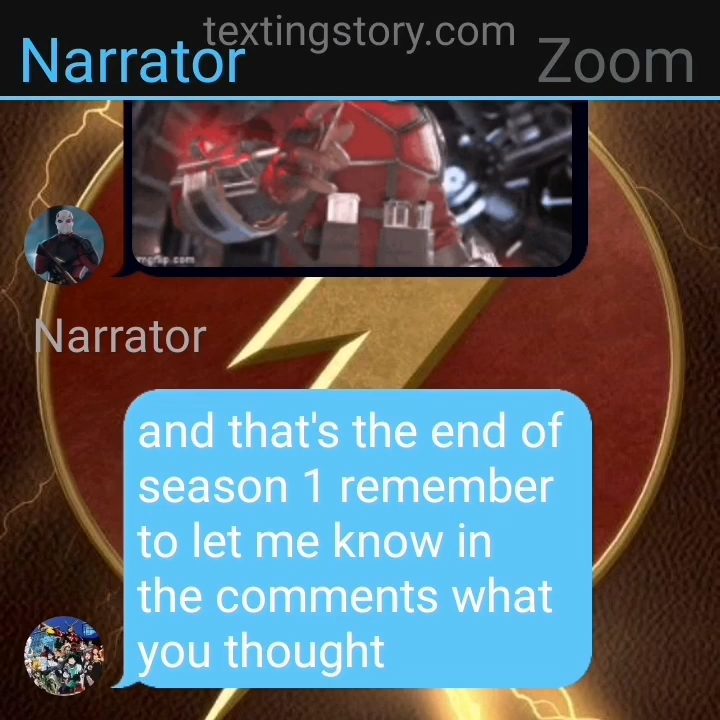 textingstory.com
Narrator Zoom
Narrator
and that's the end of
season 1 remember
to let me know in
the comments what
you thought